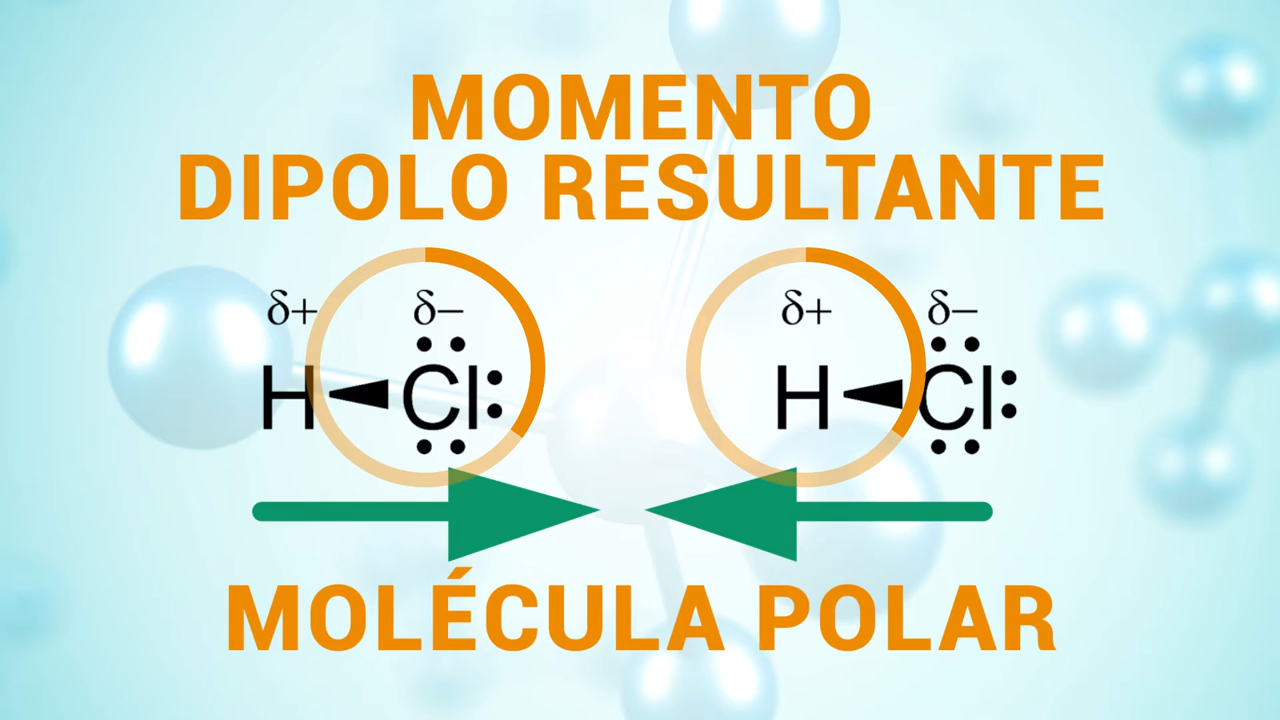 MOMENTO
DIPOLO RESULTANTE
δ+ δ− δ+ δ−
H Cl H Cl
MOLÉCULA POLAR